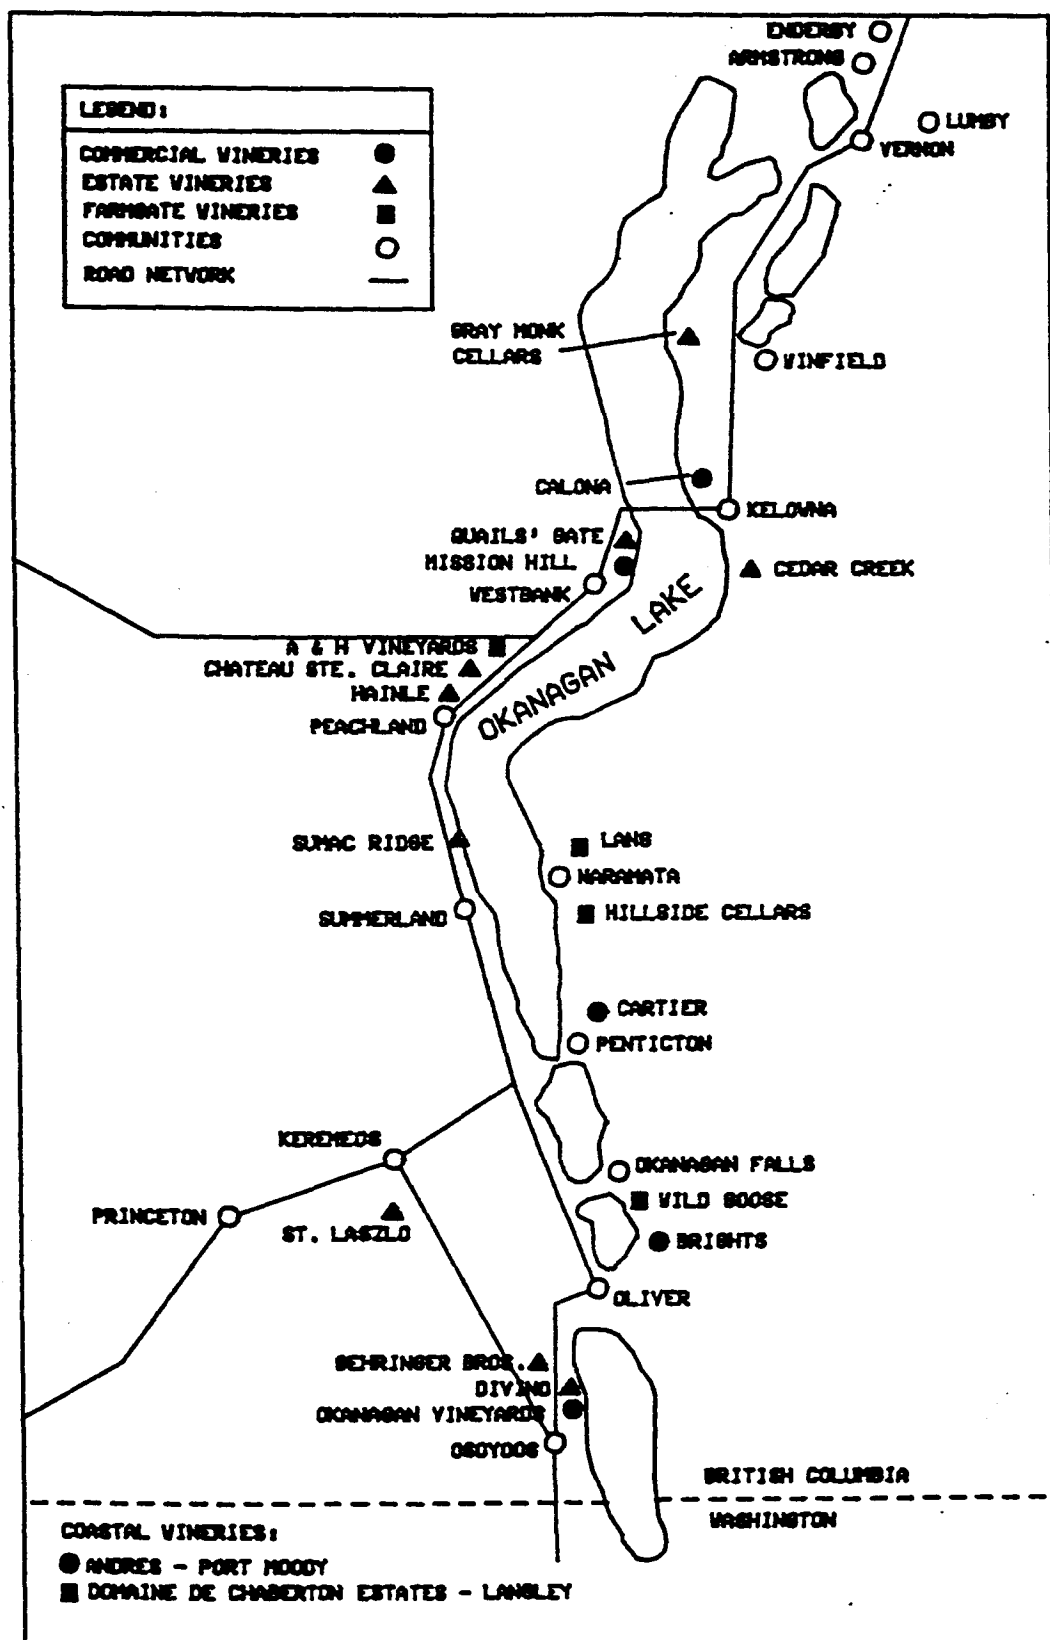 ENDERBY
ARMSTRONG
LUMBY
VERNON
LEGEND:
COMMERCIAL WINERIES
ESTATE WINERIES
FARMGATE WINERIES
COMMUNITIES
ROAD NETWORK
GRAY MONK
CELLARS
WINFIELD
CALONA
KELOWNA
QUAILS' GATE
MISSION HILL
WESTBANK
CEDAR CREEK
OKANAGAN LAKE
A & H VINEYARDS
CHATEAU STE. CLAIRE
HAINLE
PEACHLAND
SUMAC RIDGE
LANG
NARAMATA
SUMMERLAND
HILLSIDE CELLARS
CARTIER
PENTICTON
KEREMEOS
OKANAGAN FALLS
PRINCETON
WILD GOOSE
ST. LASZLO
BRIGHTS
OLIVER
GEHRINGER BROS.
DIVINO
OKANAGAN VINEYARDS
OSOYOOS
BRITISH COLUMBIA
WASHINGTON
COASTAL WINERIES:
ANDRES - PORT MOODY
DOMAINE DE CHABERTON ESTATES - LANGLEY